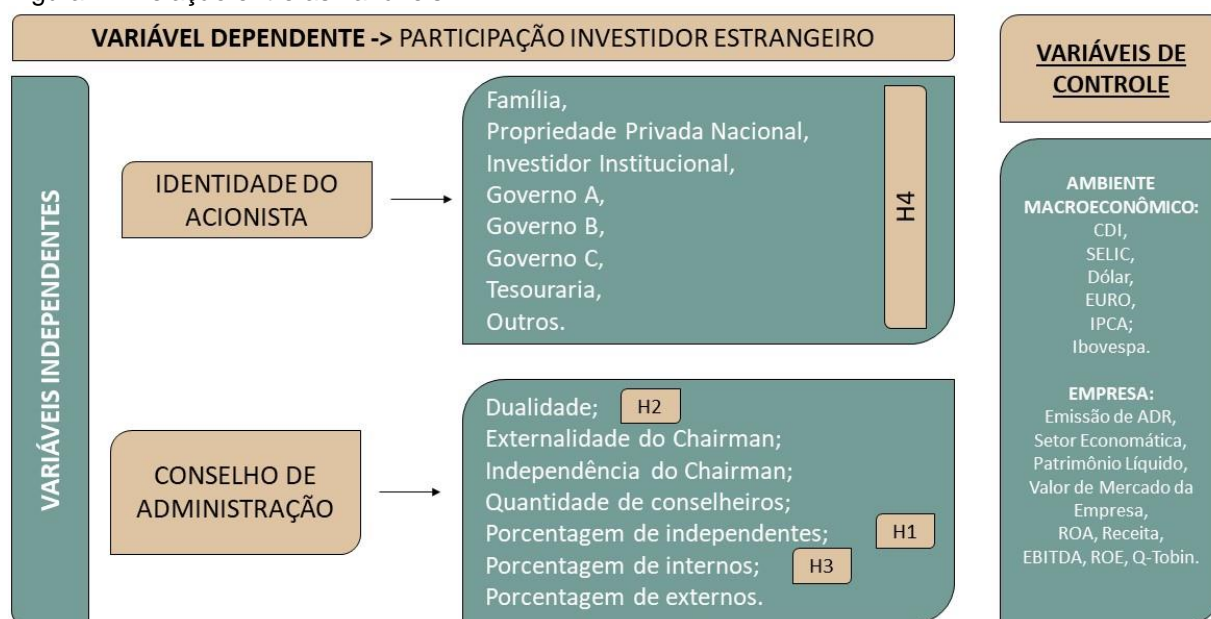 VARIÁVEL DEPENDENTE -> PARTICIPAÇÃO INVESTIDOR ESTRANGEIRO
VARIÁVEIS INDEPENDENTES
IDENTIDADE DO
ACIONISTA
Família,
Propriedade Privada Nacional,
Investidor Institucional,
Governo A,
Governo B,
Governo C,
Tesouraria,
Outros.
H4
CONSELHO DE
ADMINISTRAÇÃO
Dualidade; H2
Externalidade do Chairman;
Independência do Chairman;
Quantidade de conselheiros;
Porcentagem de independentes; H1
Porcentagem de internos; H3
Porcentagem de externos.
VARIÁVEIS DE
CONTROLE
AMBIENTE
MACROECONÔMICO:
CDI,
SELIC,
Dólar,
EURO,
IPCA;
Ibovespa.
EMPRESA:
Emissão de ADR,
Setor Economática,
Patrimônio Líquido,
Valor de Mercado da
Empresa,
ROA, Receita,
EBITDA, ROE, Q-Tobin.